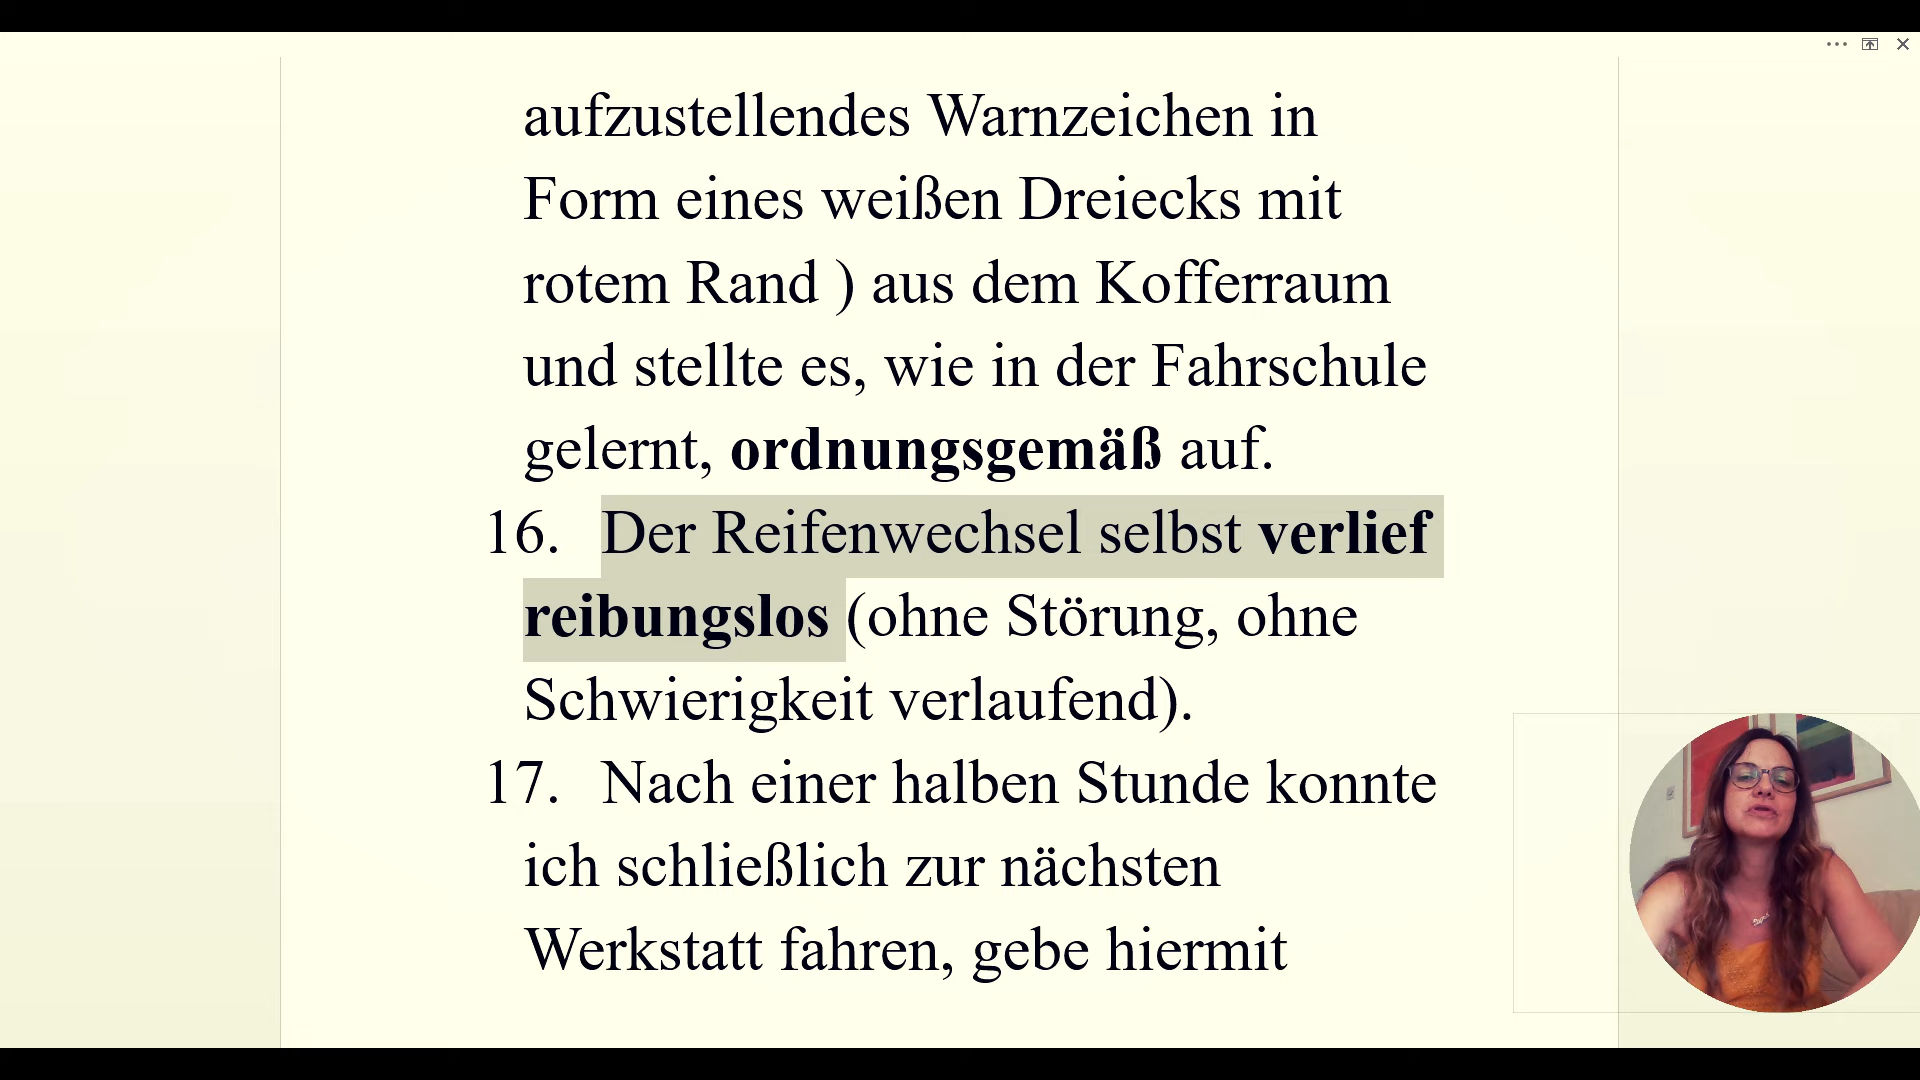 aufzustellendes Warnzeichen in
Form eines weißen Dreiecks mit
rotem Rand ) aus dem Kofferraum
und stellte es, wie in der Fahrschule
gelernt, ordnungsgemäß auf.
16. Der Reifenwechsel selbst verlief
reibungslos (ohne Störung, ohne
Schwierigkeit verlaufend).
17. Nach einer halben Stunde konnte
ich schließlich zur nächsten
Werkstatt fahren, gebe hiermit